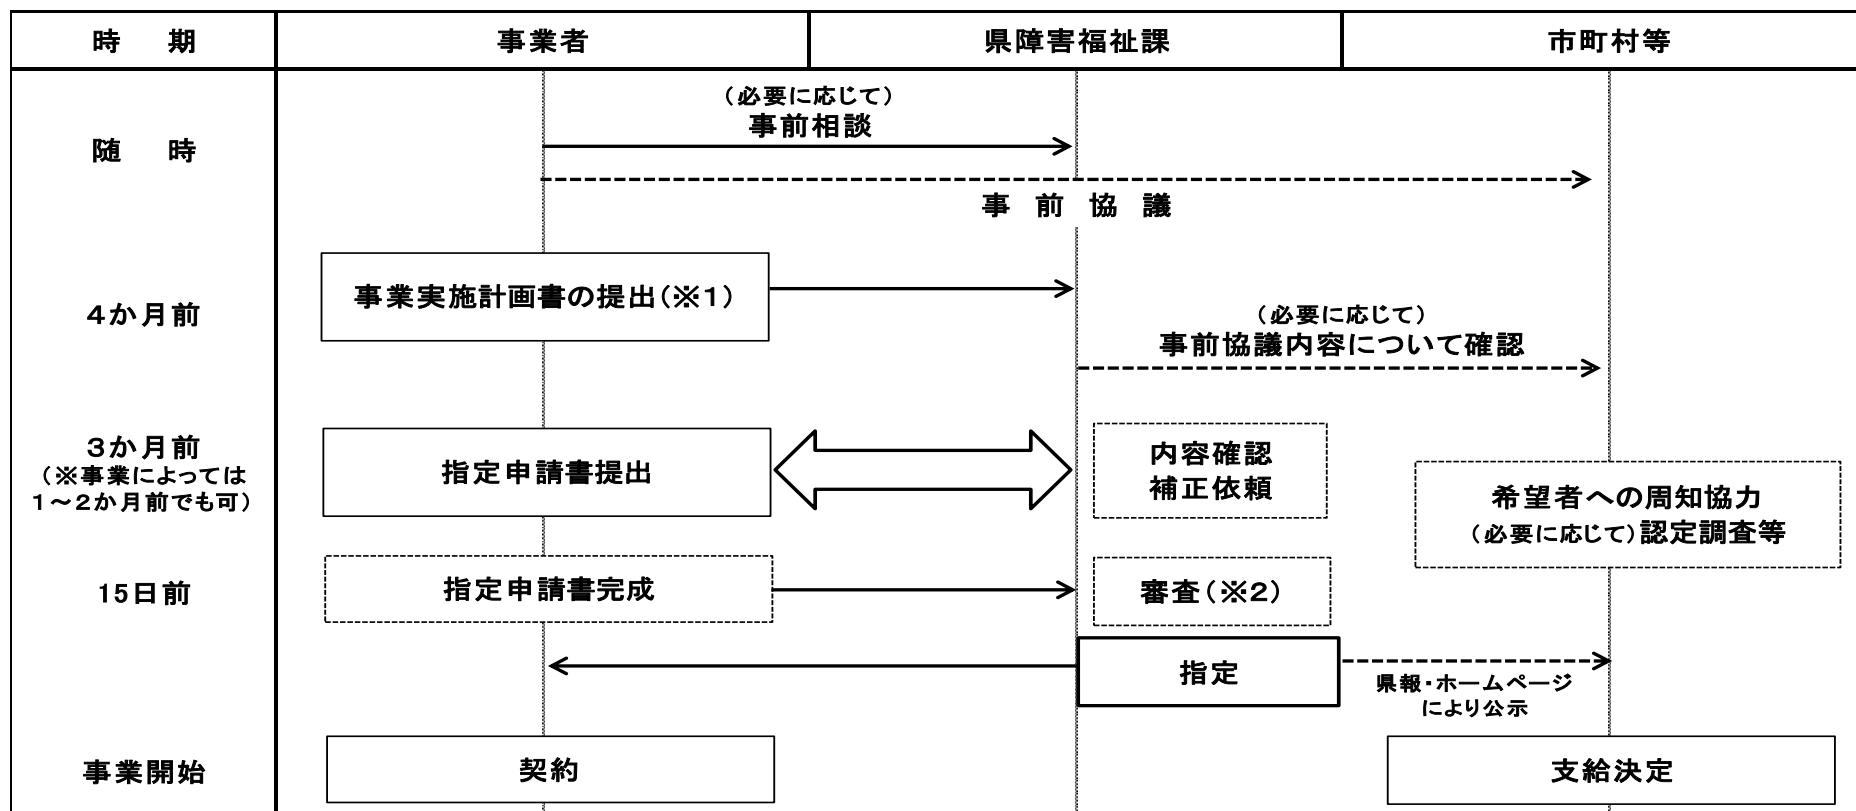 時　期
事業者
県障害福祉課
市町村等
随　時
（必要に応じて）
事前相談
事　前　協　議
4か月前
事業実施計画書の提出(※1)
（必要に応じて）
事前協議内容について確認
3か月前
（※事業によっては
1～2か月前でも可）
指定申請書提出
内容確認
補正依頼
希望者への周知協力
（必要に応じて）認定調査等
15日前
指定申請書完成
審査(※2)
指定
県報・ホームページ
により公示
事業開始
契約
支給決定